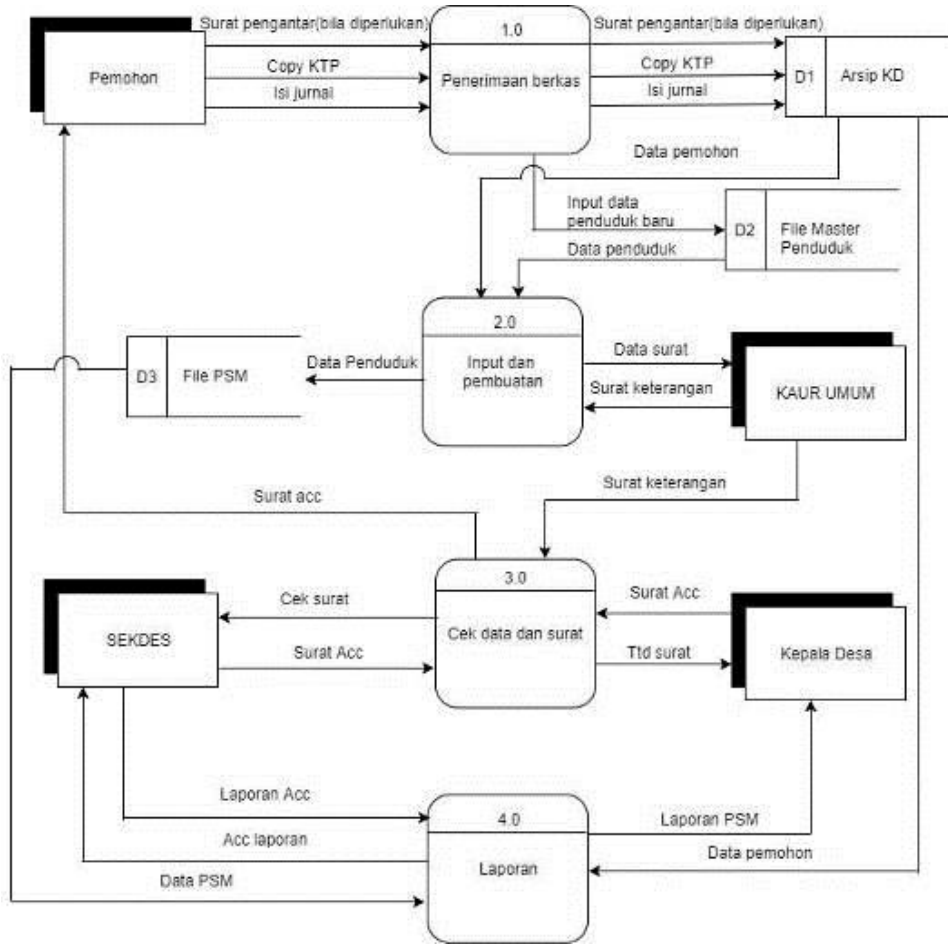 Surat pengantar(bila diperlukan)
1.0
Surat pengantar(bila diperlukan)
Pemohon
Copy KTP
Penerimaan berkas
Copy KTP
D1
Arsip KD
Isi jurnal
Isi jurnal
Data pemohon
Input data
penduduk baru
D2
File Master
Penduduk
Data penduduk
2.0
D3
File PSM
Data Penduduk
Input dan
pembuatan
Data surat
Surat keterangan
KAUR UMUM
Surat keterangan
Surat acc
3.0
SEKDES
Cek surat
Cek data dan surat
Surat Acc
Surat Acc
Ttd surat
Kepala Desa
Laporan Acc
4.0
Laporan PSM
Acc laporan
Laporan
Data pemohon
Data PSM